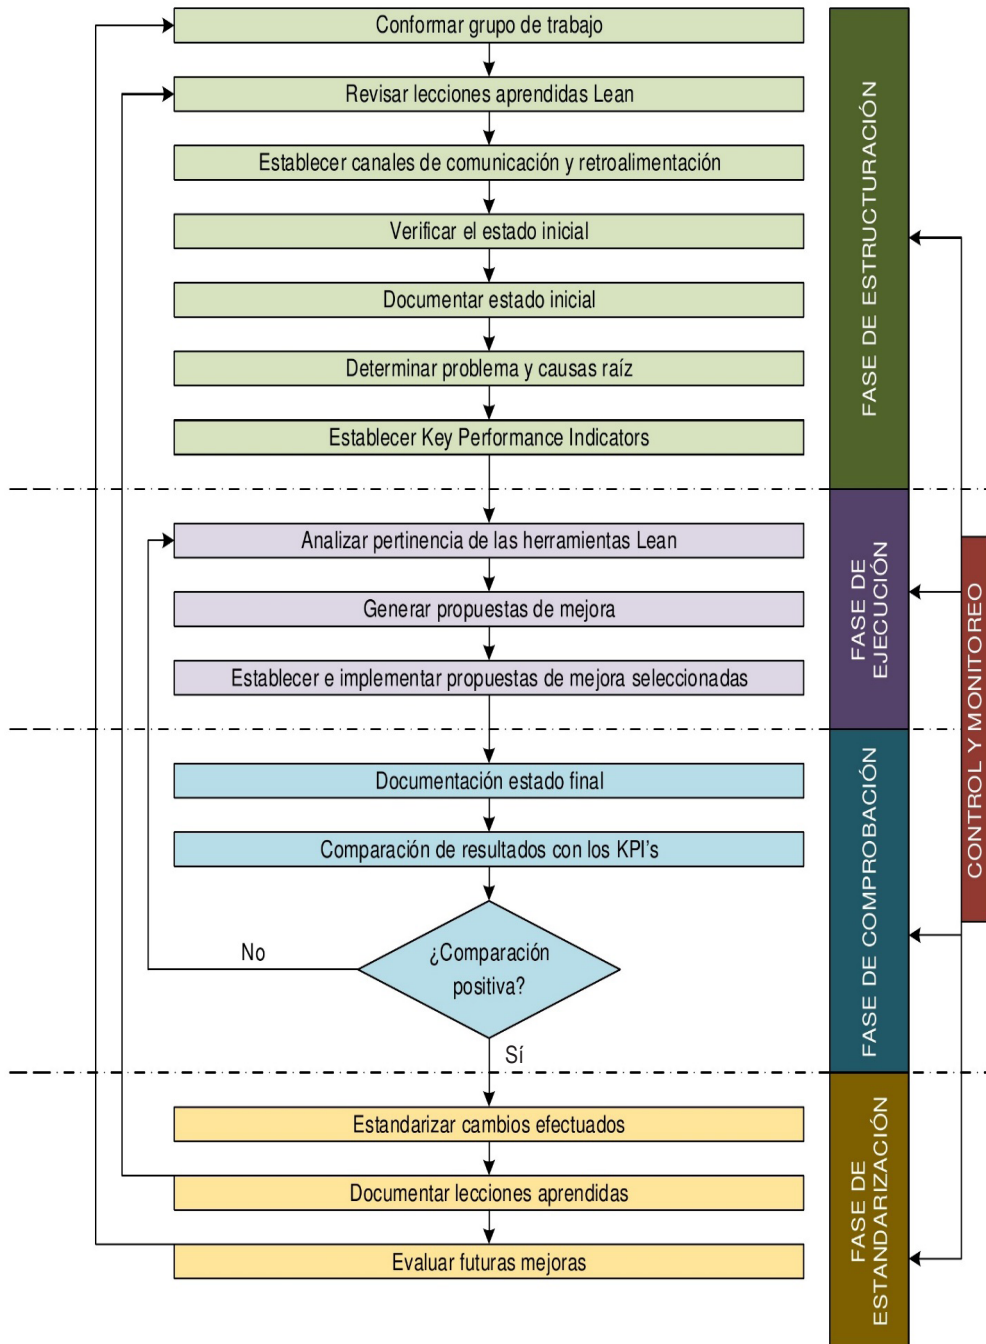 Conformar grupo de trabajo
Revisar lecciones aprendidas Lean
Establecer canales de comunicación y retroalimentación
Verificar el estado inicial
Documentar estado inicial
Determinar problema y causas raíz
Establecer Key Performance Indicators
FASE DE ESTRUCTURACIÓN
Analizar pertinencia de las herramientas Lean
Generar propuestas de mejora
Establecer e implementar propuestas de mejora seleccionadas
FASE DE
EJECUCIÓN
Documentación estado final
Comparación de resultados con los KPI's
¿Comparación
positiva?
No
Sí
FASE DE COMPROBACIÓN
Estandarizar cambios efectuados
Documentar lecciones aprendidas
Evaluar futuras mejoras
FASE DE
ESTANDARIZACIÓN
CONTROL Y MONITOREO